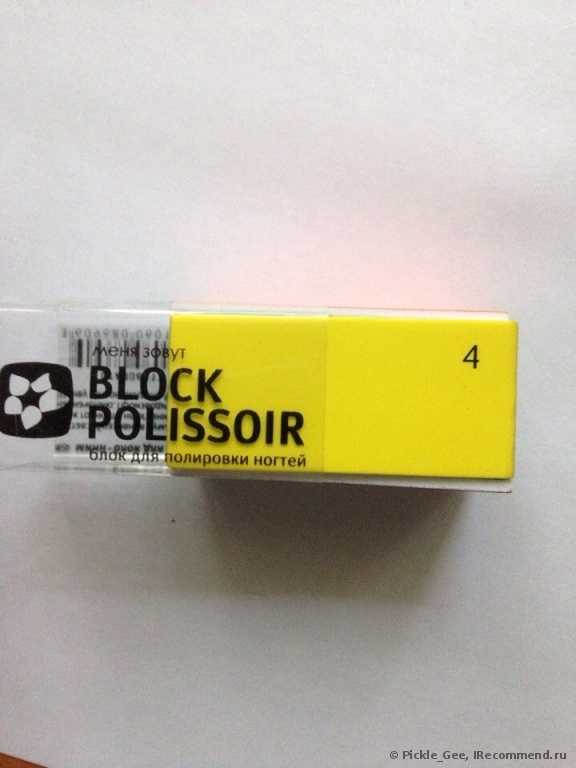 меня зовут
BLOCK
POLISSOIR
блок для полировки ногтей
4
© Pickle_Gee, IRecommend.ru